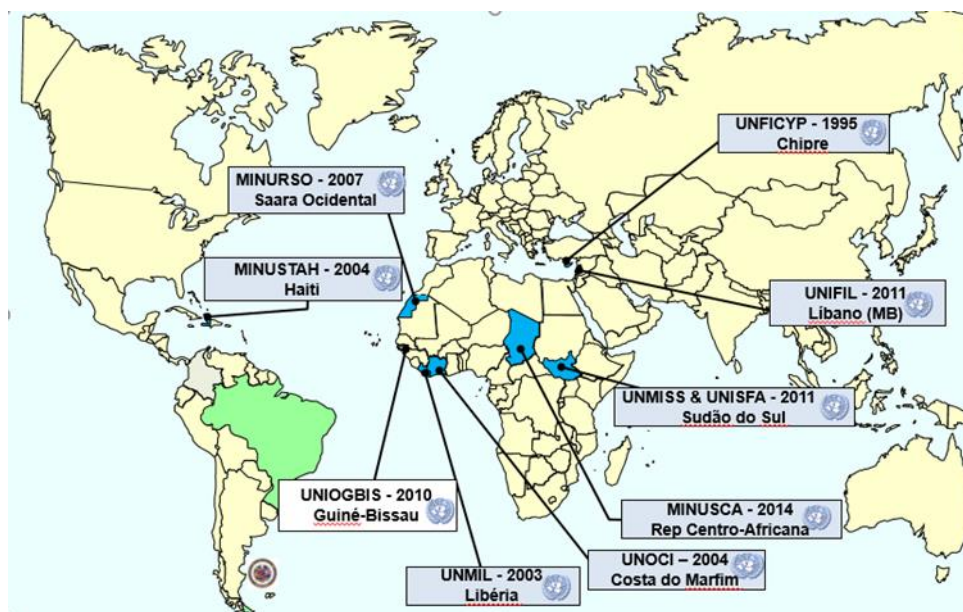 UNFICYP - 1995
Chipre
MINURSO - 2007
Saara Ocidental
MINUSTAH - 2004
Haiti
UNIFIL - 2011
Líbano (MB)
UNMISS & UNISFA - 2011
Sudão do Sul
UNIOGBIS - 2010
Guiné-Bissau
MINUSCA - 2014
Rep Centro-Africana
UNOCI – 2004
Costa do Marfim
UNMIL - 2003
Libéria